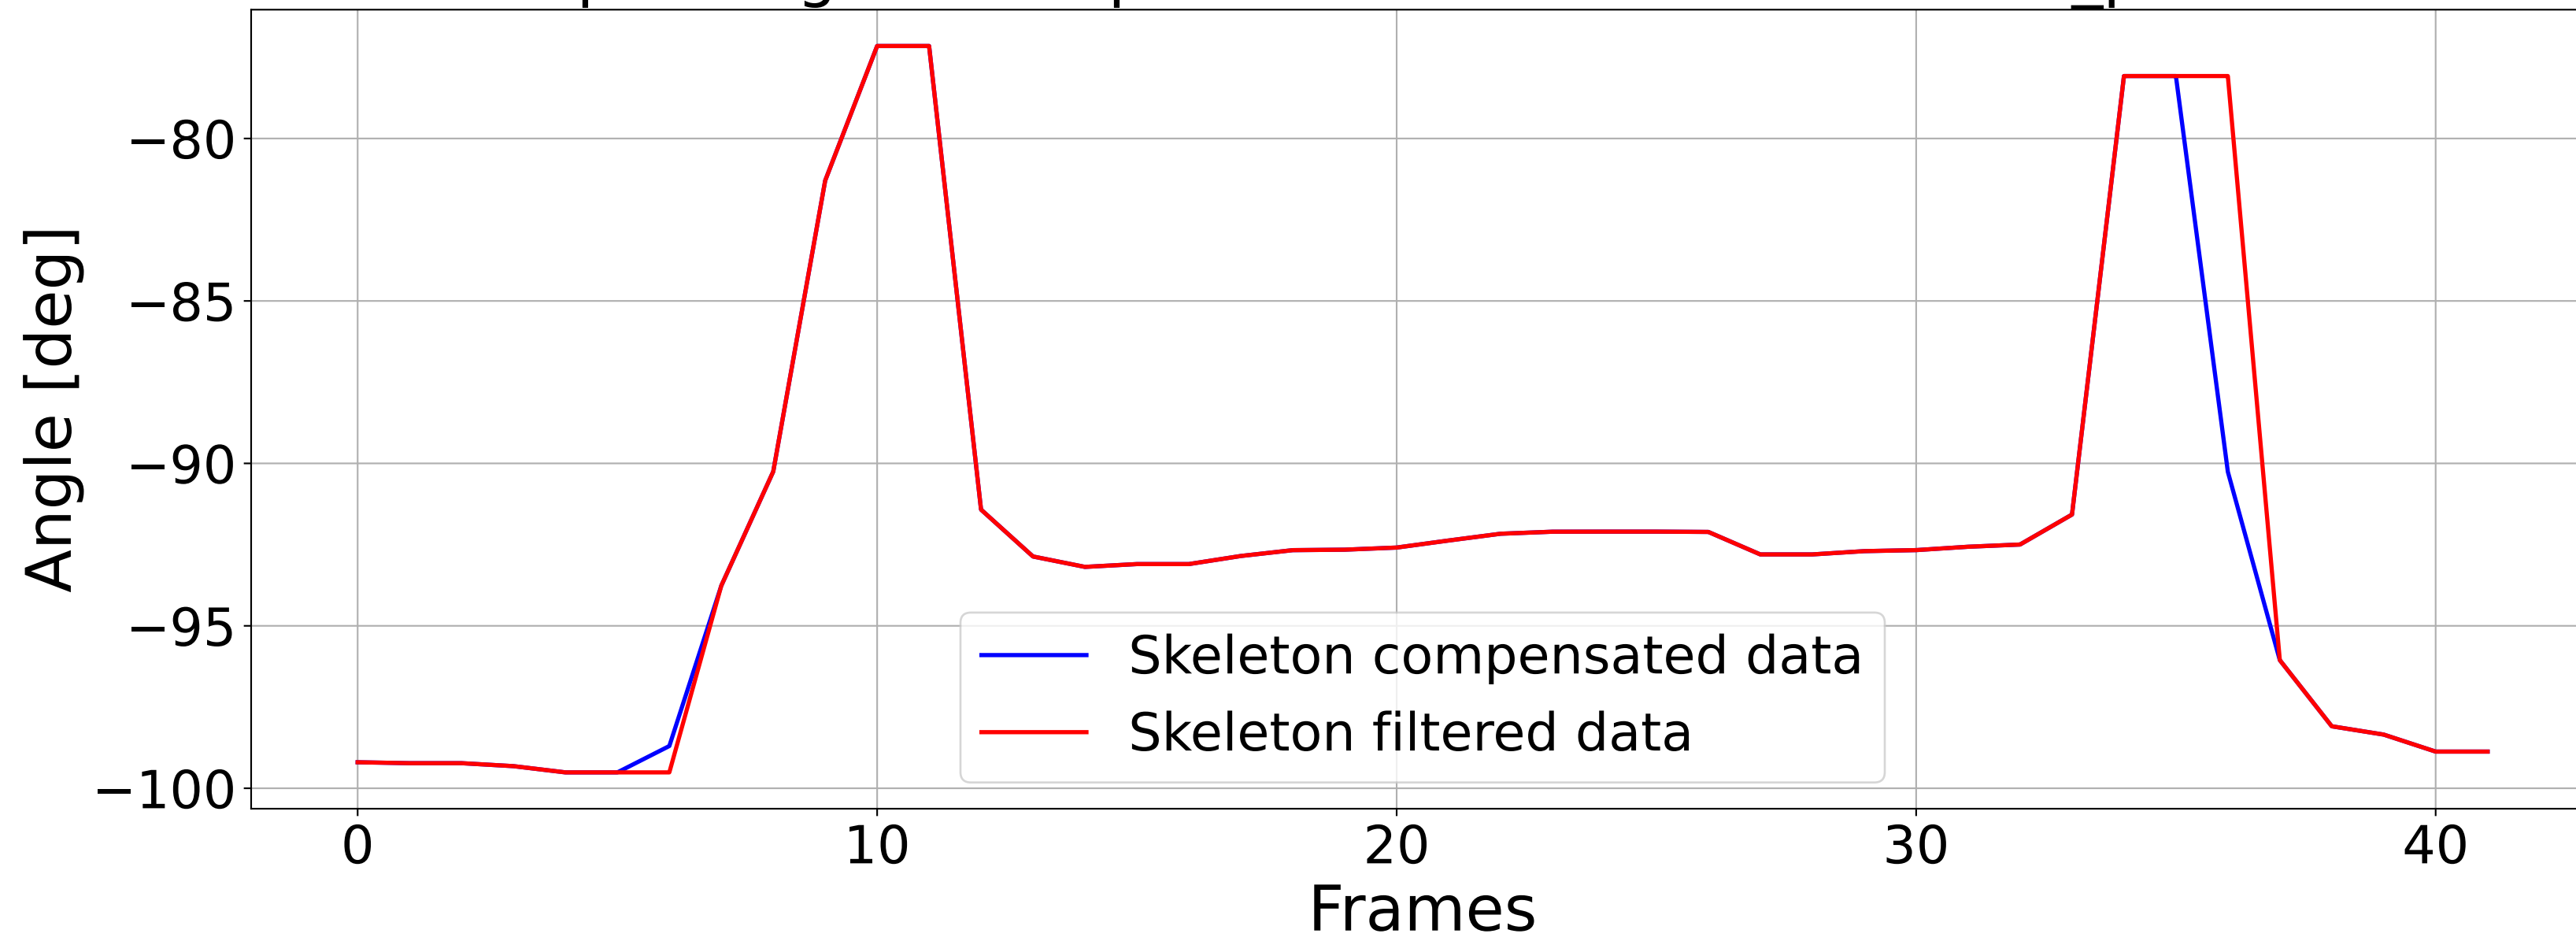 Angle [deg]
−80
−85
−90
−95
−100
Skeleton compensated data
Skeleton filtered data
0 10 20 30 40
Frames